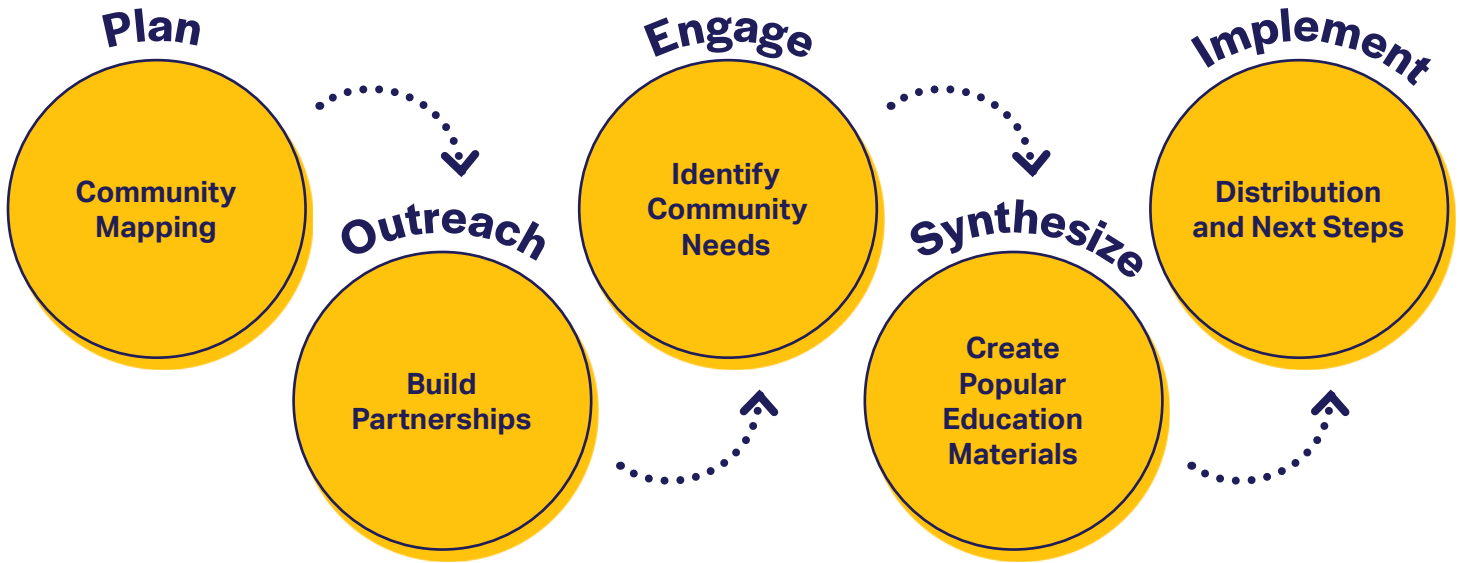 Plan
Community
Mapping
Outreach
Build
Partnerships
Engage
Identify
Community
Needs
Synthesize
Create
Popular
Education
Materials
Implement
Distribution
and Next Steps